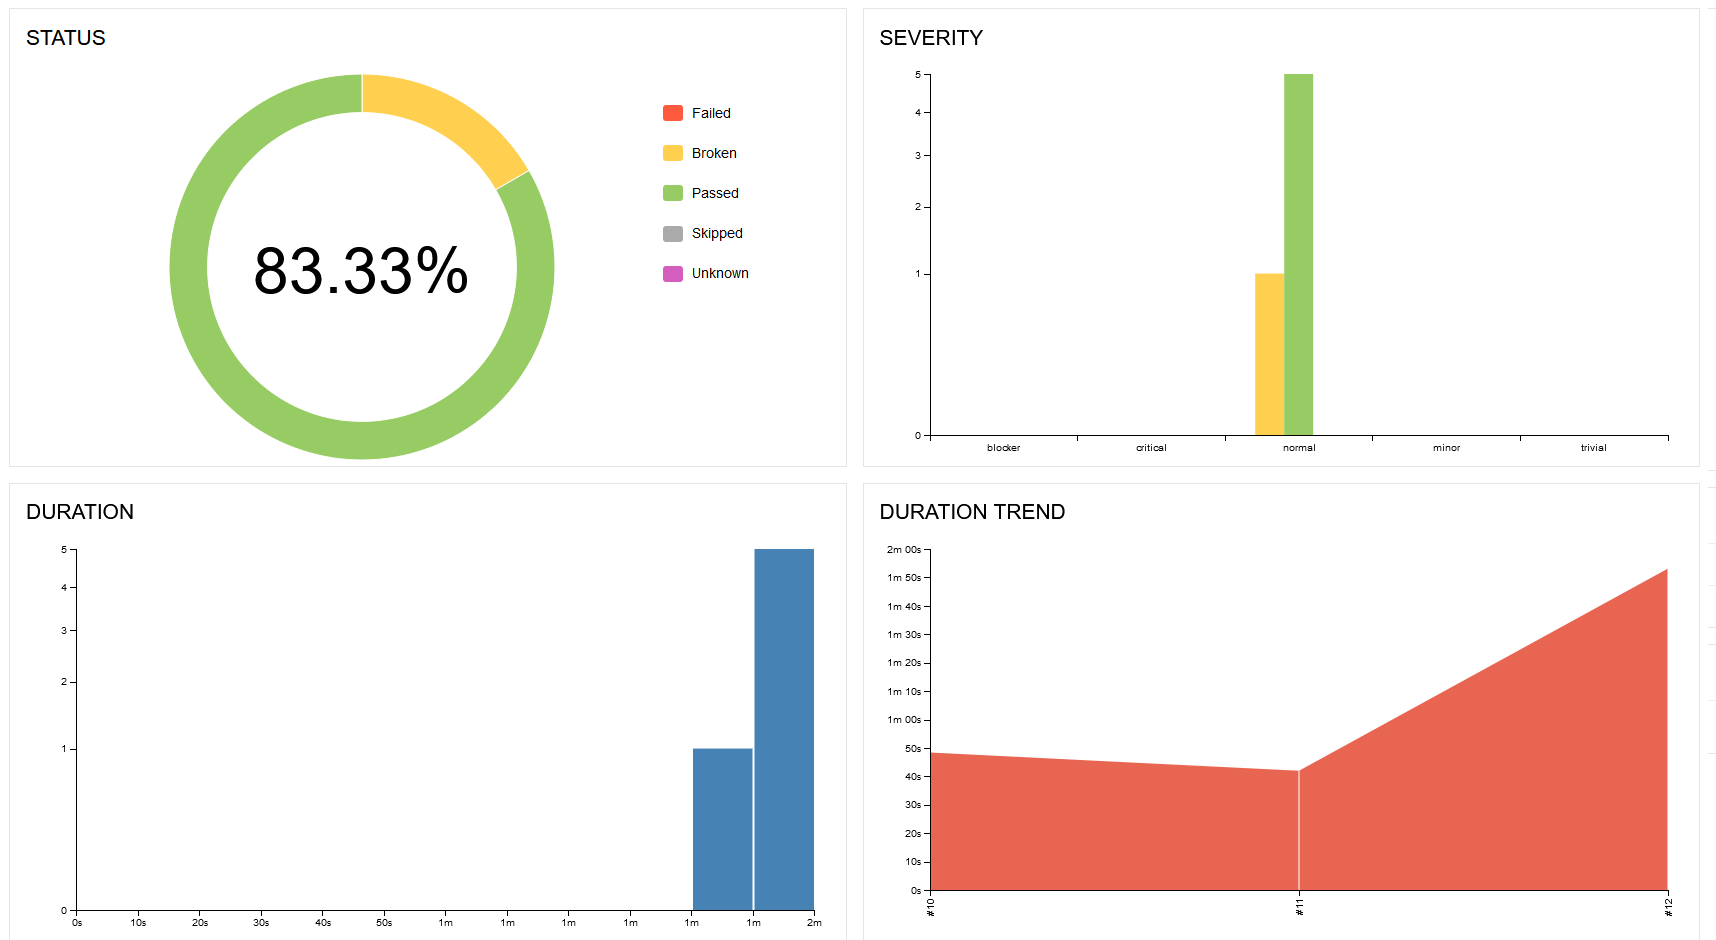 STATUS
83.33%
Failed
Broken
Passed
Skipped
Unknown
SEVERITY
5
4
3
2
1
0
blocker critical normal minor trivial
DURATION
5
4
3
2
1
0
0s 10s 20s 30s 40s 50s 1m 1m 1m 1m 1m 1m 2m
DURATION TREND
2m 00s
1m 50s
1m 40s
1m 30s
1m 20s
1m 10s
1m 00s
50s
40s
30s
20s
10s
0s
#10 #11 #12